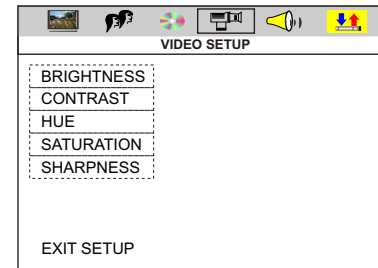 VIDEO SETUP
BRIGHTNESS
CONTRAST
HUE
SATURATION
SHARPNESS
EXIT SETUP